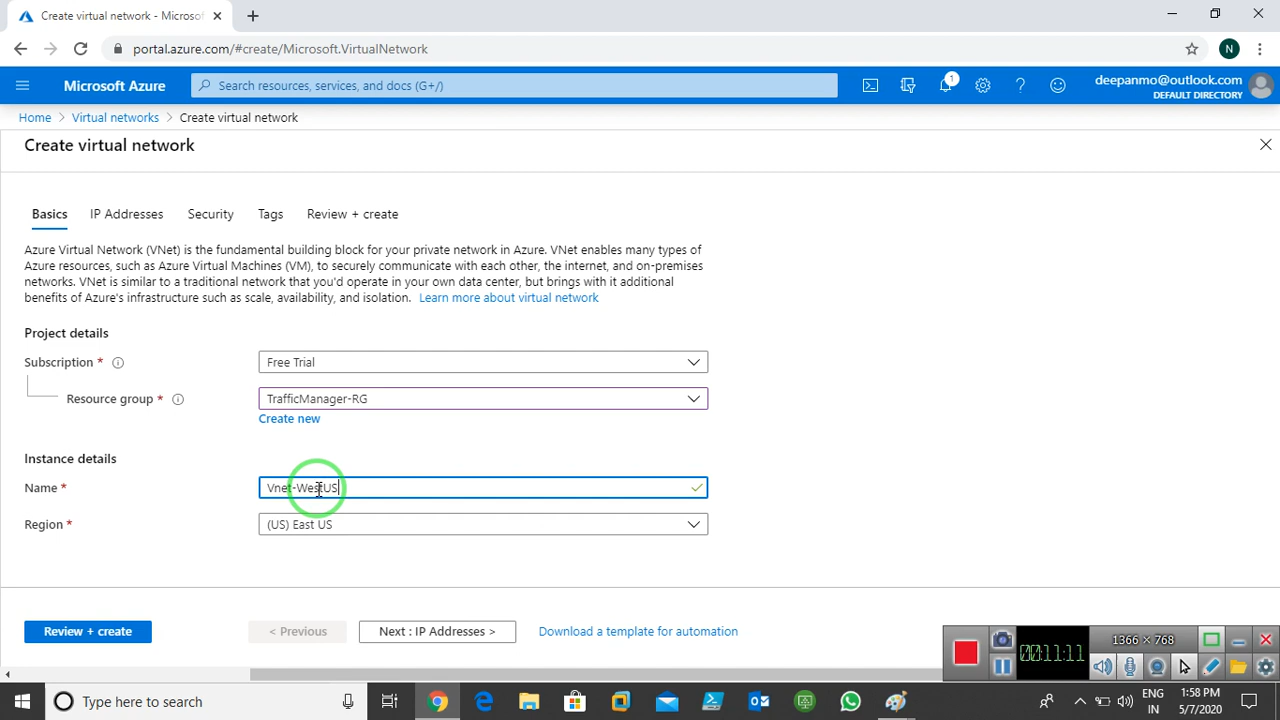 Create virtual network - Microsof
portal.azure.com/#create/Microsoft.VirtualNetwork
N
Microsoft Azure
Search resources, services, and docs (G+/)
1
deepanmo@outlook.com
DEFAULT DIRECTORY
Home > Virtual networks > Create virtual network
Create virtual network
Basics
IP Addresses
Security
Tags
Review + create
Azure Virtual Network (VNet) is the fundamental building block for your private network in Azure. VNet enables many types of
Azure resources, such as Azure Virtual Machines (VM), to securely communicate with each other, the internet, and on-premises
networks. VNet is similar to a traditional network that you'd operate in your own data center, but brings with it additional
benefits of Azure's infrastructure such as scale, availability, and isolation. Learn more about virtual network
Project details
Subscription *
Free Trial
Resource group *
TrafficManager-RG
Create new
Instance details
Name *
Vnet-WestUS
Region *
(US) East US
Review + create
< Previous
Next : IP Addresses >
Download a template for automation
00:11:11
1366 × 768
Type here to search
ENG
IN
1:58 PM
5/7/2020